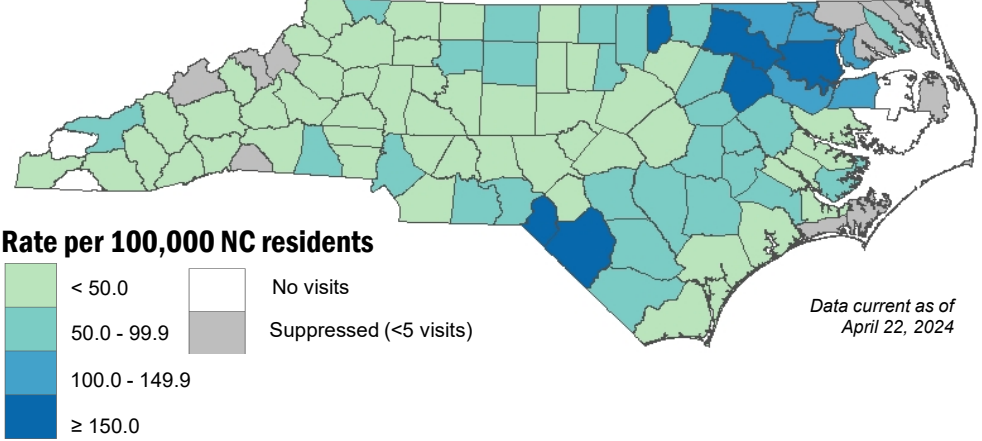 Rate per 100,000 NC residents
< 50.0
50.0 - 99.9
100.0 - 149.9
≥ 150.0
No visits
Suppressed (<5 visits)
Data current as of
April 22, 2024